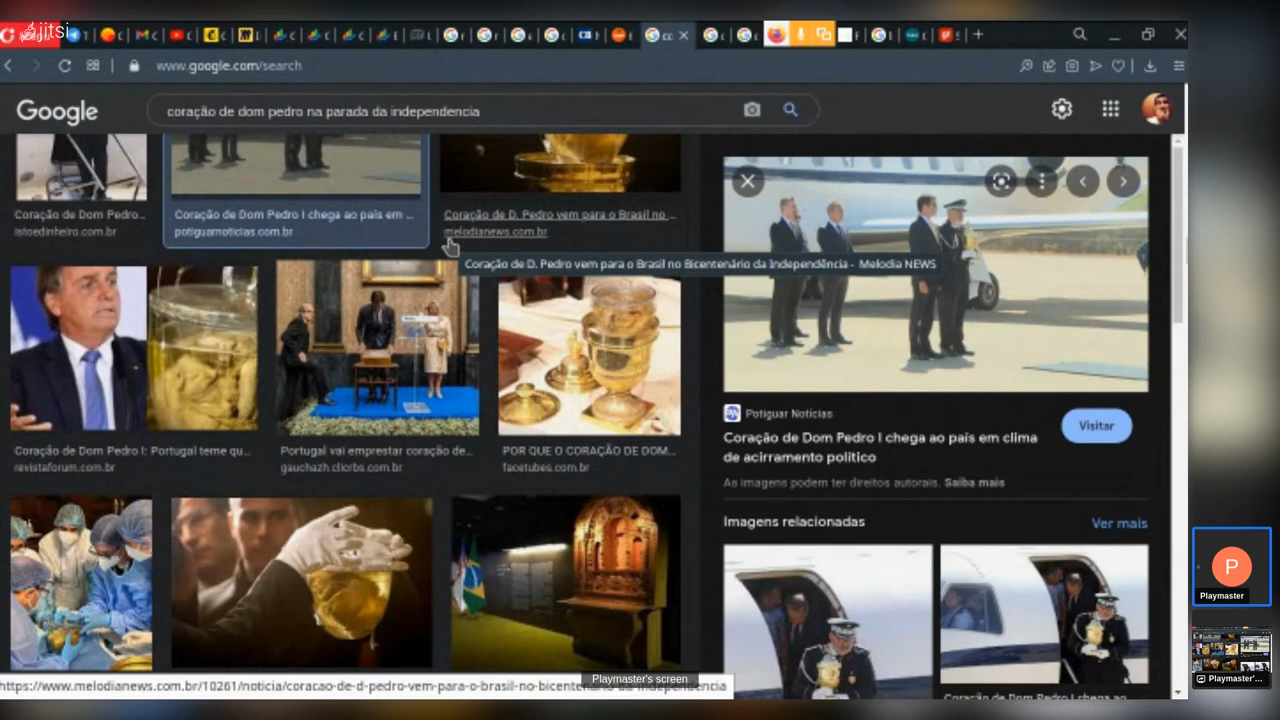 jitsi
www.google.com/search
Google
coração de dom pedro na parada da independencia
Coração de Dom Pedro...
istoedinheiro.com.br
Coração de Dom Pedro I chega ao país em ...
potiguarnoticias.com.br
Coração de D. Pedro vem para o Brasil no ...
melodianews.com.br
Coração de D. Pedro vem para o Brasil no Bicentenário da Independência - Melodia NEWS
Coração de Dom Pedro I: Portugal teme qu...
revistaforum.com.br
Portugal vai emprestar coração de...
gauchazh.clicrbs.com.br
POR QUE O CORAÇÃO DE DOM...
facetubes.com.br
Potiguar Notícias
Visitar
Coração de Dom Pedro I chega ao país em clima
de acirramento político
As imagens podem ter direitos autorais. Saiba mais
Imagens relacionadas
Ver mais
Coração de Dom Pedro I chega ao
https://www.melodianews.com.br/10261/noticia/coracao-de-d-pedro-vem-para-o-brasil-no-bicentenario-da-independencia
Playmaster's screen
P
Playmaster
Playmaster'...